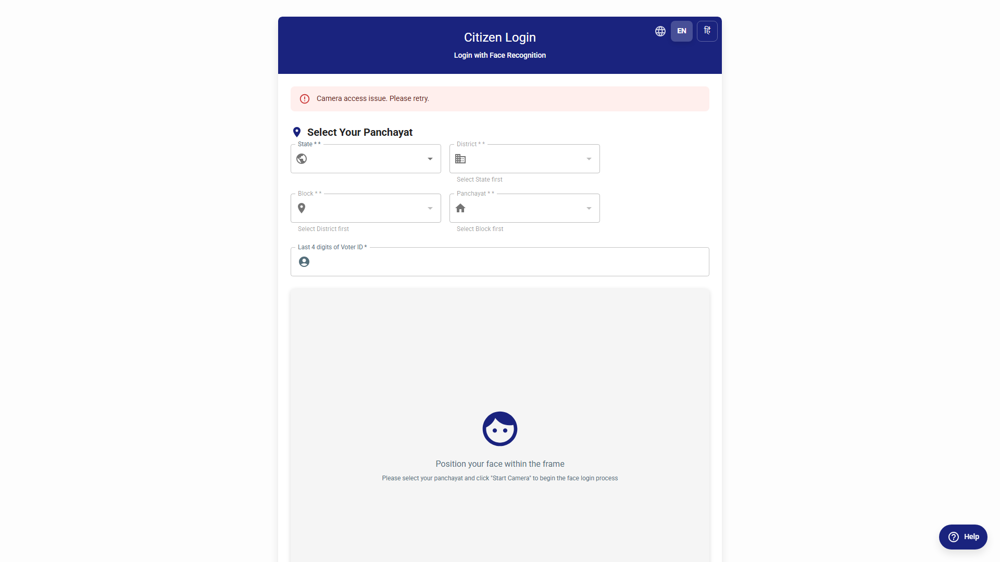 Citizen Login
Login with Face Recognition
EN
हिं
Camera access issue. Please retry.
Select Your Panchayat
State * *
District * *
Select State first
Block * *
Panchayat * *
Select District first
Select Block first
Last 4 digits of Voter ID *
Position your face within the frame
Please select your panchayat and click "Start Camera" to begin the face login process
Help